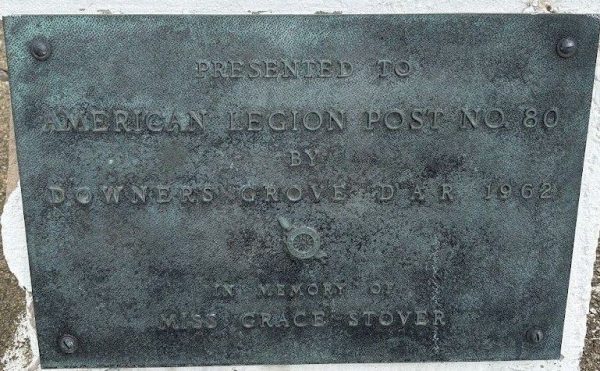 PRESENTED TO
AMERICAN LEGION POST NO. 80
BY
DOWNERS GROVE D.A.R. 1962
IN MEMORY OF
MISS GRACE STOVER